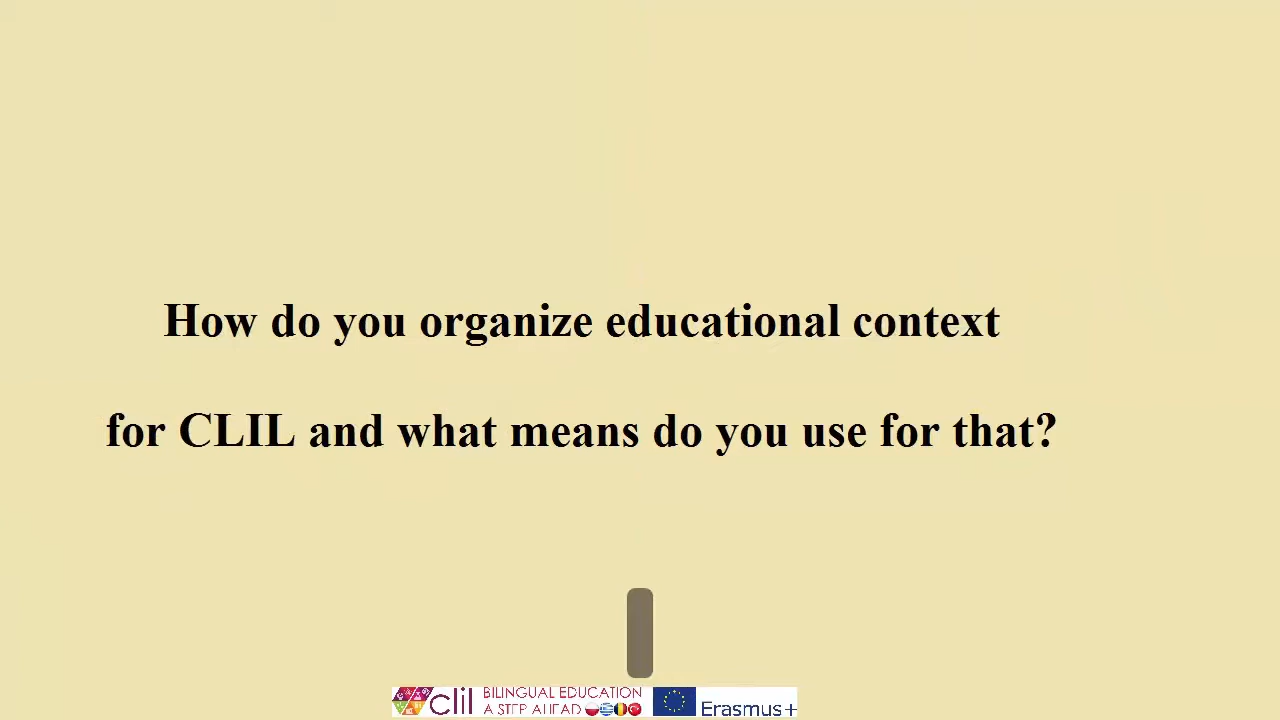 How do you organize educational context
for CLIL and what means do you use for that?
clil BILINGUAL EDUCATION
A STEP AHEAD
Erasmus+